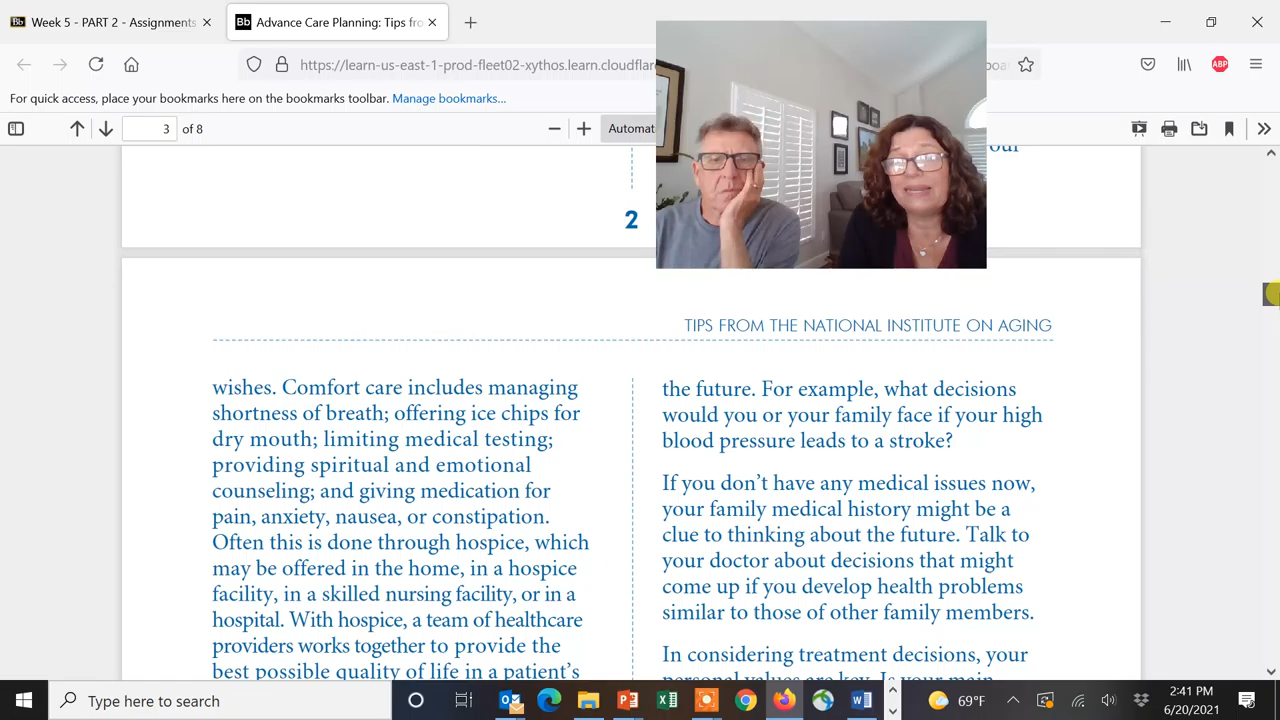 Week 5 - PART 2 - Assignments
Advance Care Planning: Tips fro
https://learn-us-east-1-prod-fleet02-xythos.learn.cloudflar
For quick access, place your bookmarks here on the bookmarks toolbar. Manage bookmarks...
3 of 8
Automat
2
TIPS FROM THE NATIONAL INSTITUTE ON AGING
wishes. Comfort care includes managing
shortness of breath; offering ice chips for
dry mouth; limiting medical testing;
providing spiritual and emotional
counseling; and giving medication for
pain, anxiety, nausea, or constipation.
Often this is done through hospice, which
may be offered in the home, in a hospice
facility, in a skilled nursing facility, or in a
hospital. With hospice, a team of healthcare
providers works together to provide the
best possible quality of life in a patient's
the future. For example, what decisions
would you or your family face if your high
blood pressure leads to a stroke?
If you don't have any medical issues now,
your family medical history might be a
clue to thinking about the future. Talk to
your doctor about decisions that might
come up if you develop health problems
similar to those of other family members.
In considering treatment decisions, your
personal values are key. Is your main
Type here to search
69°F
2:41 PM
6/20/2021